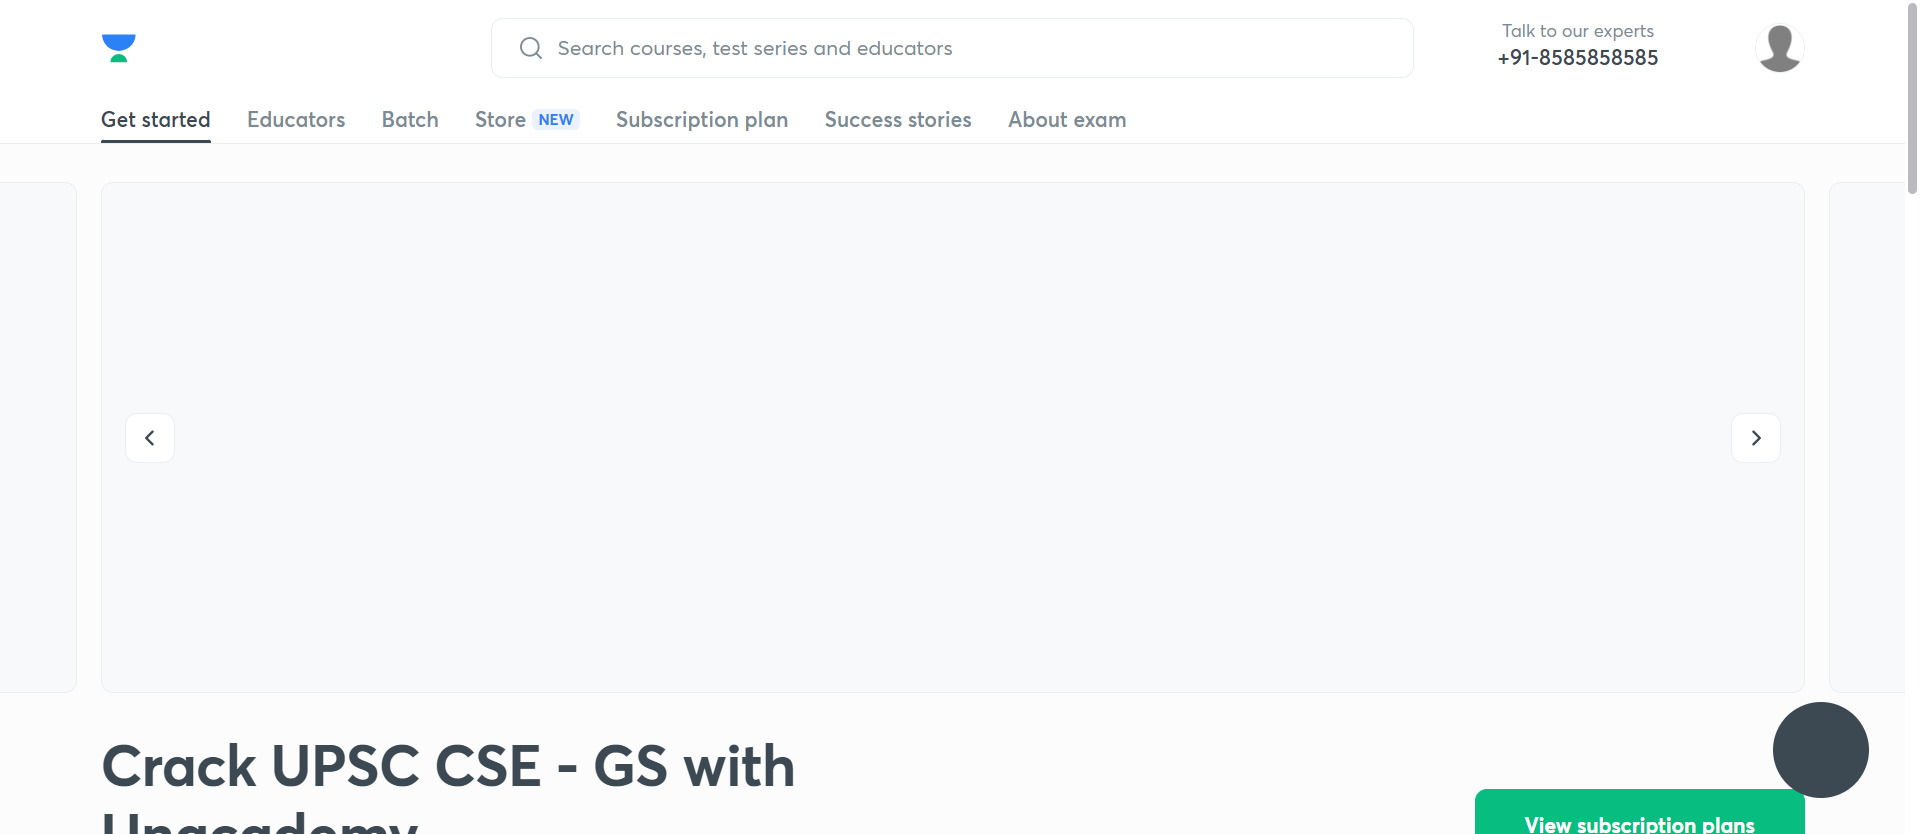 Search courses, test series and educators
Talk to our experts
+91-8585858585
Get started
Educators
Batch
Store NEW
Subscription plan
Success stories
About exam
Crack UPSC CSE - GS with
Unacademy
View subscription plans